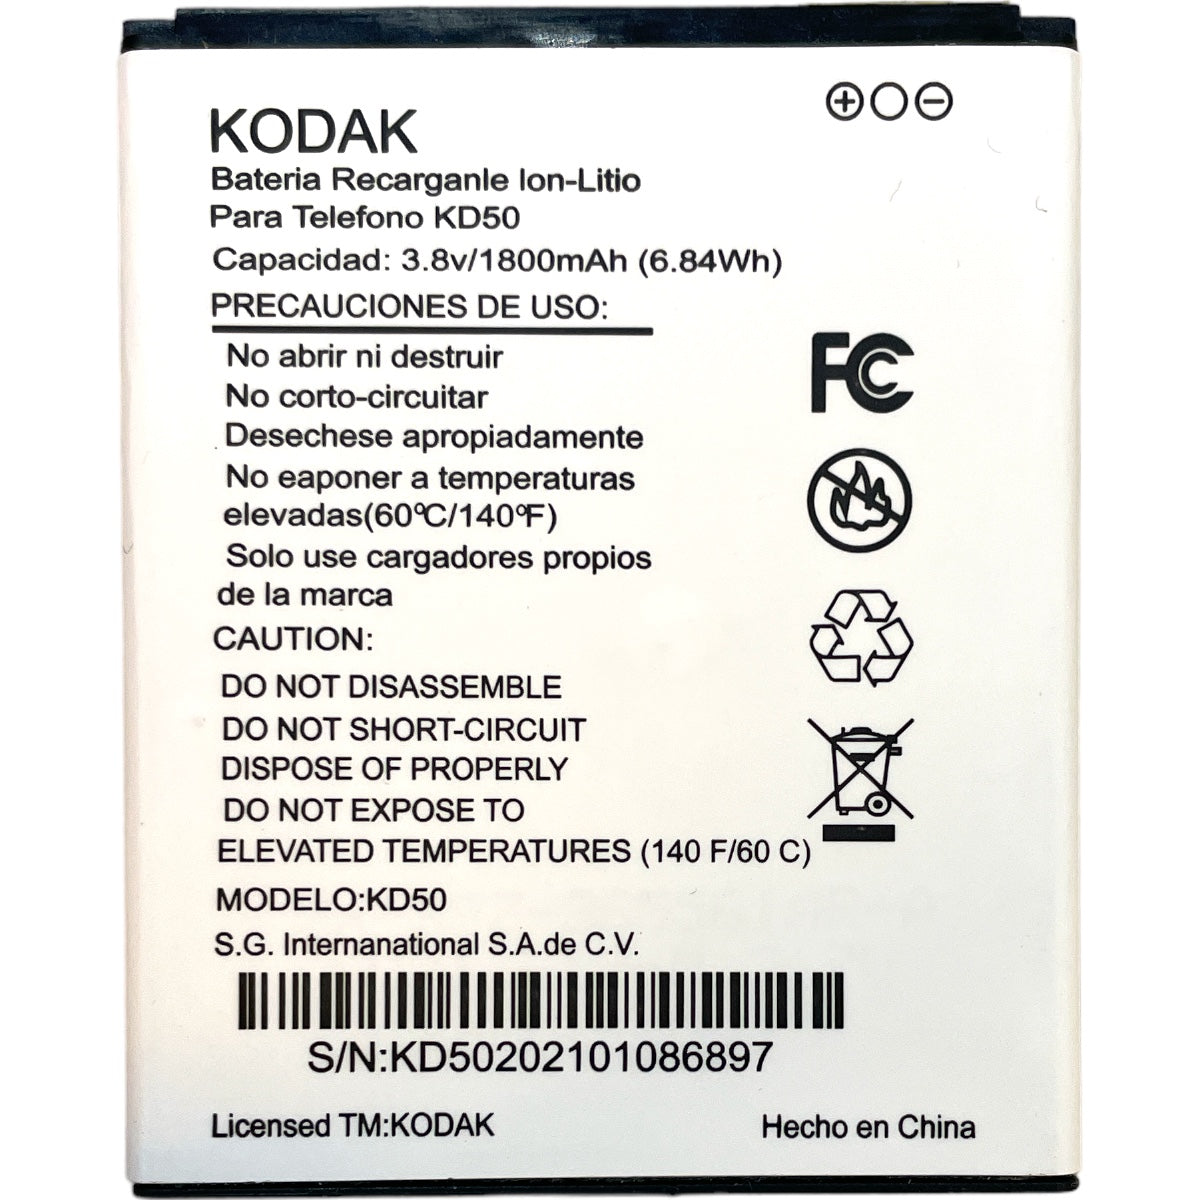 KODAK
Bateria Recarganle Ion-Litio
Para Telefono KD50
Capacidad: 3.8v/1800mAh (6.84Wh)
PRECAUCIONES DE USO:
No abrir ni destruir
No corto-circuitar
Desechese apropiadamente
No eaponer a temperaturas
elevadas(60ºC/140ºF)
Solo use cargadores propios
de la marca
CAUTION:
DO NOT DISASSEMBLE
DO NOT SHORT-CIRCUIT
DISPOSE OF PROPERLY
DO NOT EXPOSE TO
ELEVATED TEMPERATURES (140 F/60 C)
MODELO:KD50
S.G. Internanational S.A.de C.V.
S/N:KD50202101086897
Licensed TM:KODAK
Hecho en China
FC